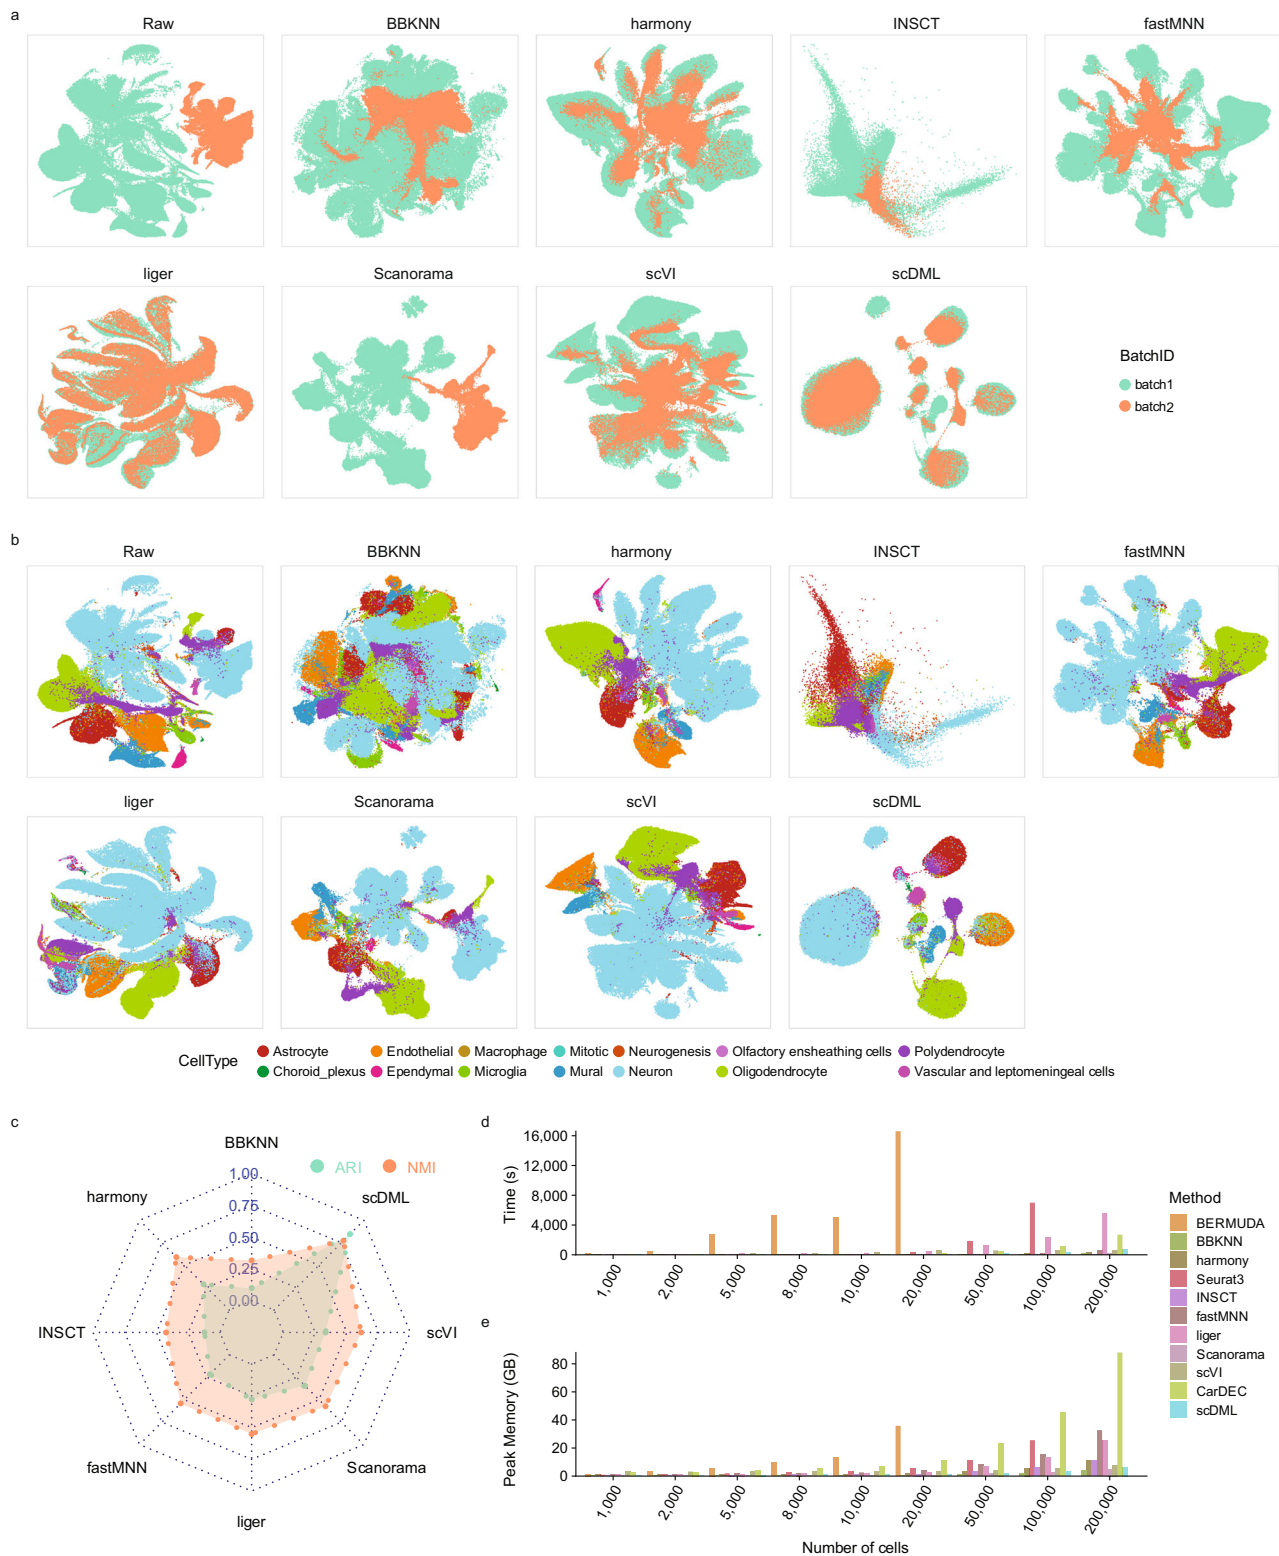 a
Raw
BBKNN
harmony
INSCT
fastMNN
liger
Scanorama
scVI
scDML
BatchID
batch1
batch2
b
Raw
BBKNN
harmony
INSCT
fastMNN
liger
Scanorama
scVI
scDML
CellType
Astrocyte
Endothelial
Macrophage
Mitotic
Neurogenesis
Olfactory ensheathing cells
Polydendrocyte
Choroid_plexus
Ependymal
Microglia
Mural
Neuron
Oligodendrocyte
Vascular and leptomeningeal cells
c
BBKNN
ARI
NMI
1.00
0.75
0.50
0.25
0.00
harmony
scDML
INSCT
scVI
fastMNN
Scanorama
liger
d
Time (s)
16,000
12,000
8,000
4,000
0
1,000
2,000
5,000
8,000
10,000
20,000
50,000
100,000
200,000
e
Peak Memory (GB)
80
60
40
20
0
1,000
2,000
5,000
8,000
10,000
20,000
50,000
100,000
200,000
Number of cells
Method
BERMUDA
BBKNN
harmony
Seurat3
INSCT
fastMNN
liger
Scanorama
scVI
CarDEC
scDML